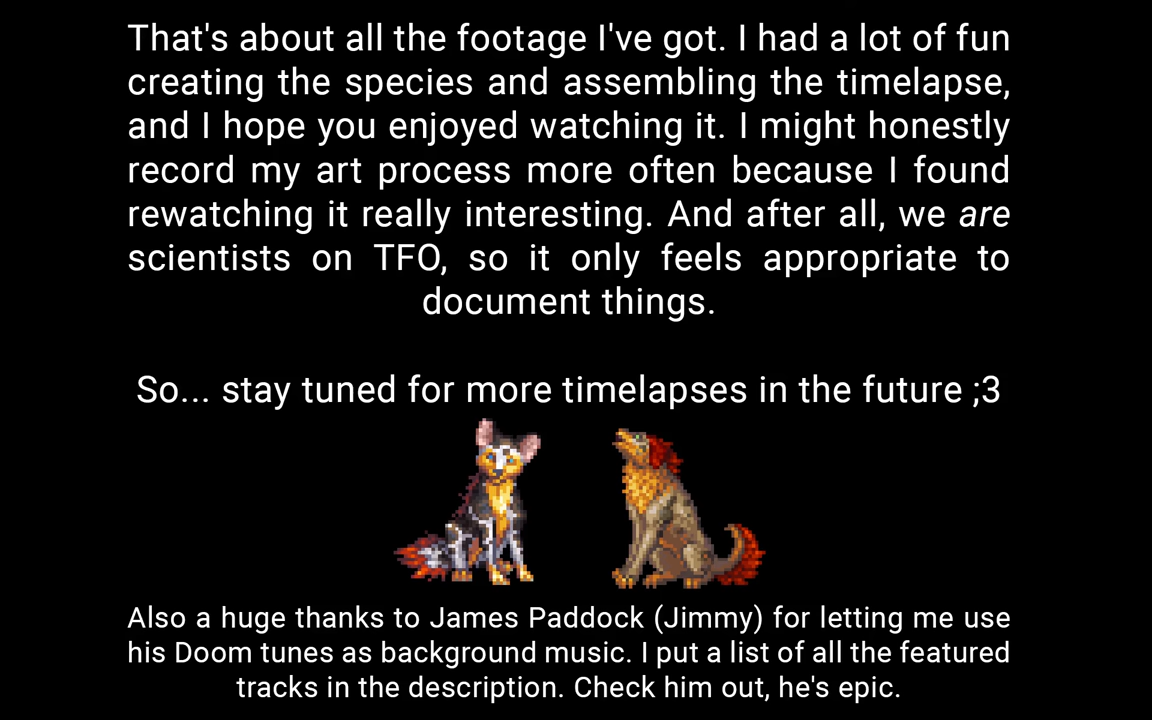 That's about all the footage I've got. I had a lot of fun
creating the species and assembling the timelapse,
and I hope you enjoyed watching it. I might honestly
record my art process more often because I found
rewatching it really interesting. And after all, we are
scientists on TFO, so it only feels appropriate to
document things.
So... stay tuned for more timelapses in the future ;3
Also a huge thanks to James Paddock (Jimmy) for letting me use
his Doom tunes as background music. I put a list of all the featured
tracks in the description. Check him out, he's epic.